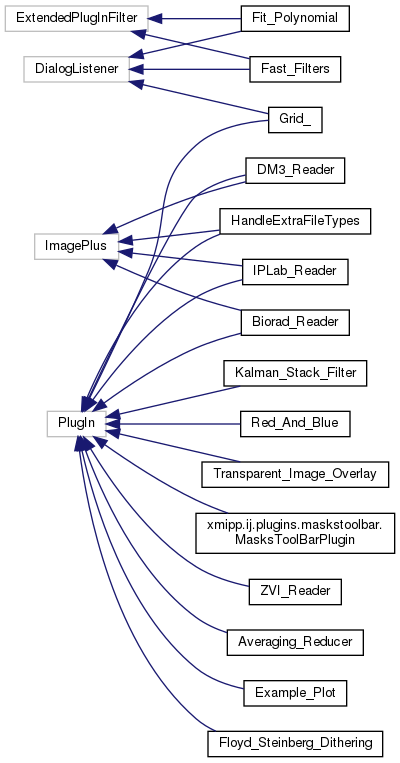 ExtendedPlugInFilter
Fit_Polynomial
DialogListener
Fast_Filters
Grid_
DM3_Reader
HandleExtraFileTypes
ImagePlus
IPLab_Reader
Biorad_Reader
Kalman_Stack_Filter
PlugIn
Red_And_Blue
Transparent_Image_Overlay
xmipp.ij.plugins.maskstoolbar.
MasksToolBarPlugin
ZVI_Reader
Averaging_Reducer
Example_Plot
Floyd_Steinberg_Dithering